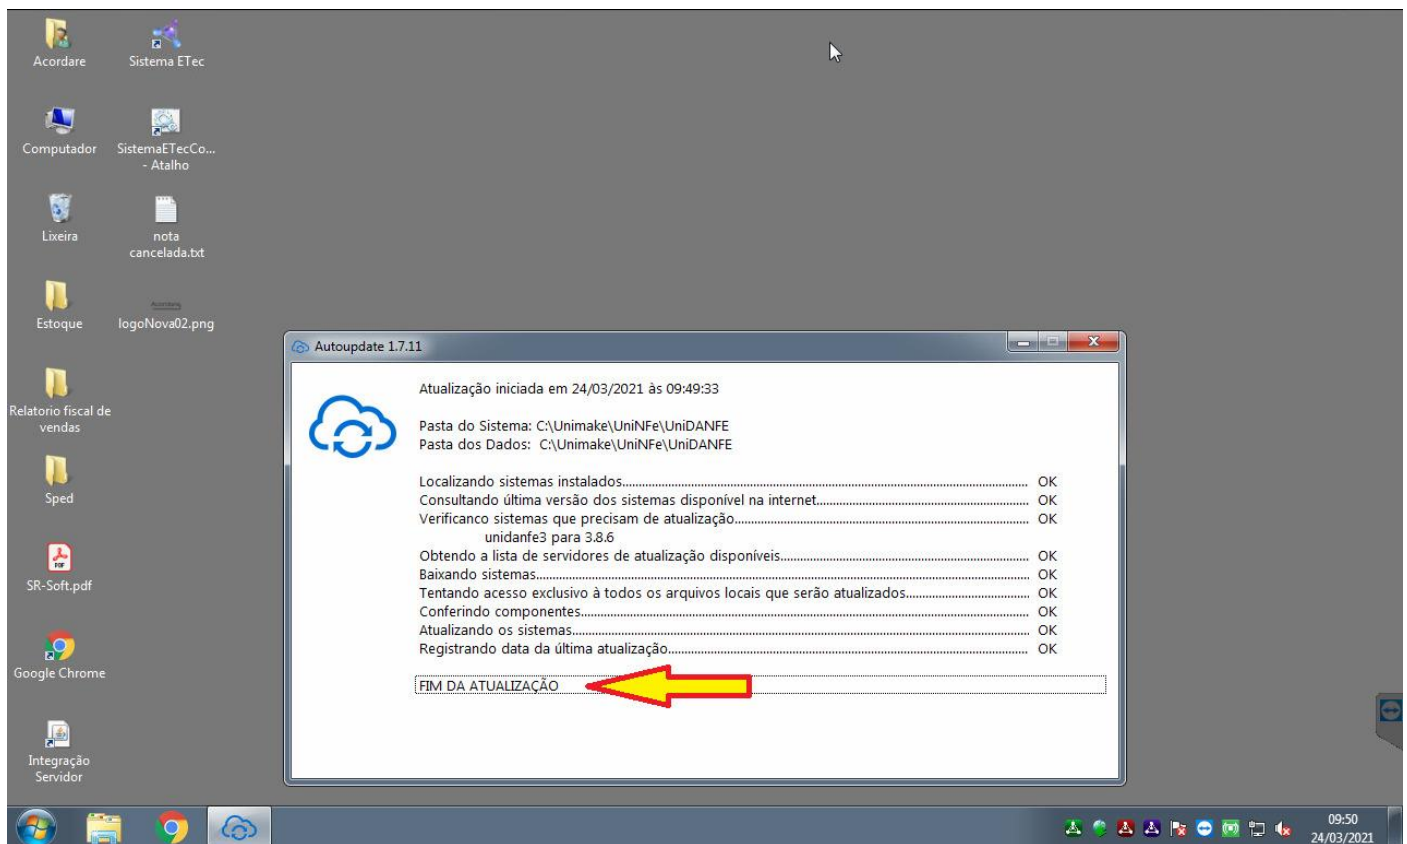 Acordare
Sistema ETec
Computador
SistemaETecCo...
- Atalho
Lixeira
nota
cancelada.txt
Estoque
logoNova02.png
Relatorio fiscal de
vendas
Sped
SR-Soft.pdf
Google Chrome
Integração
Servidor
Autoupdate 1.7.11
Atualização iniciada em 24/03/2021 às 09:49:33
Pasta do Sistema: C:\Unimake\UniNFe\UniDANFE
Pasta dos Dados: C:\Unimake\UniNFe\UniDANFE
Localizando sistemas instalados........................ OK
Consultando última versão dos sistemas disponível na internet........................ OK
Verificanco sistemas que precisam de atualização........................ OK
unidanfe3 para 3.8.6
Obtendo a lista de servidores de atualização disponíveis........................ OK
Baixando sistemas........................ OK
Tentando acesso exclusivo à todos os arquivos locais que serão atualizados........................ OK
Conferindo componentes........................ OK
Atualizando os sistemas........................ OK
Registrando data da última atualização........................ OK
FIM DA ATUALIZAÇÃO
09:50
24/03/2021